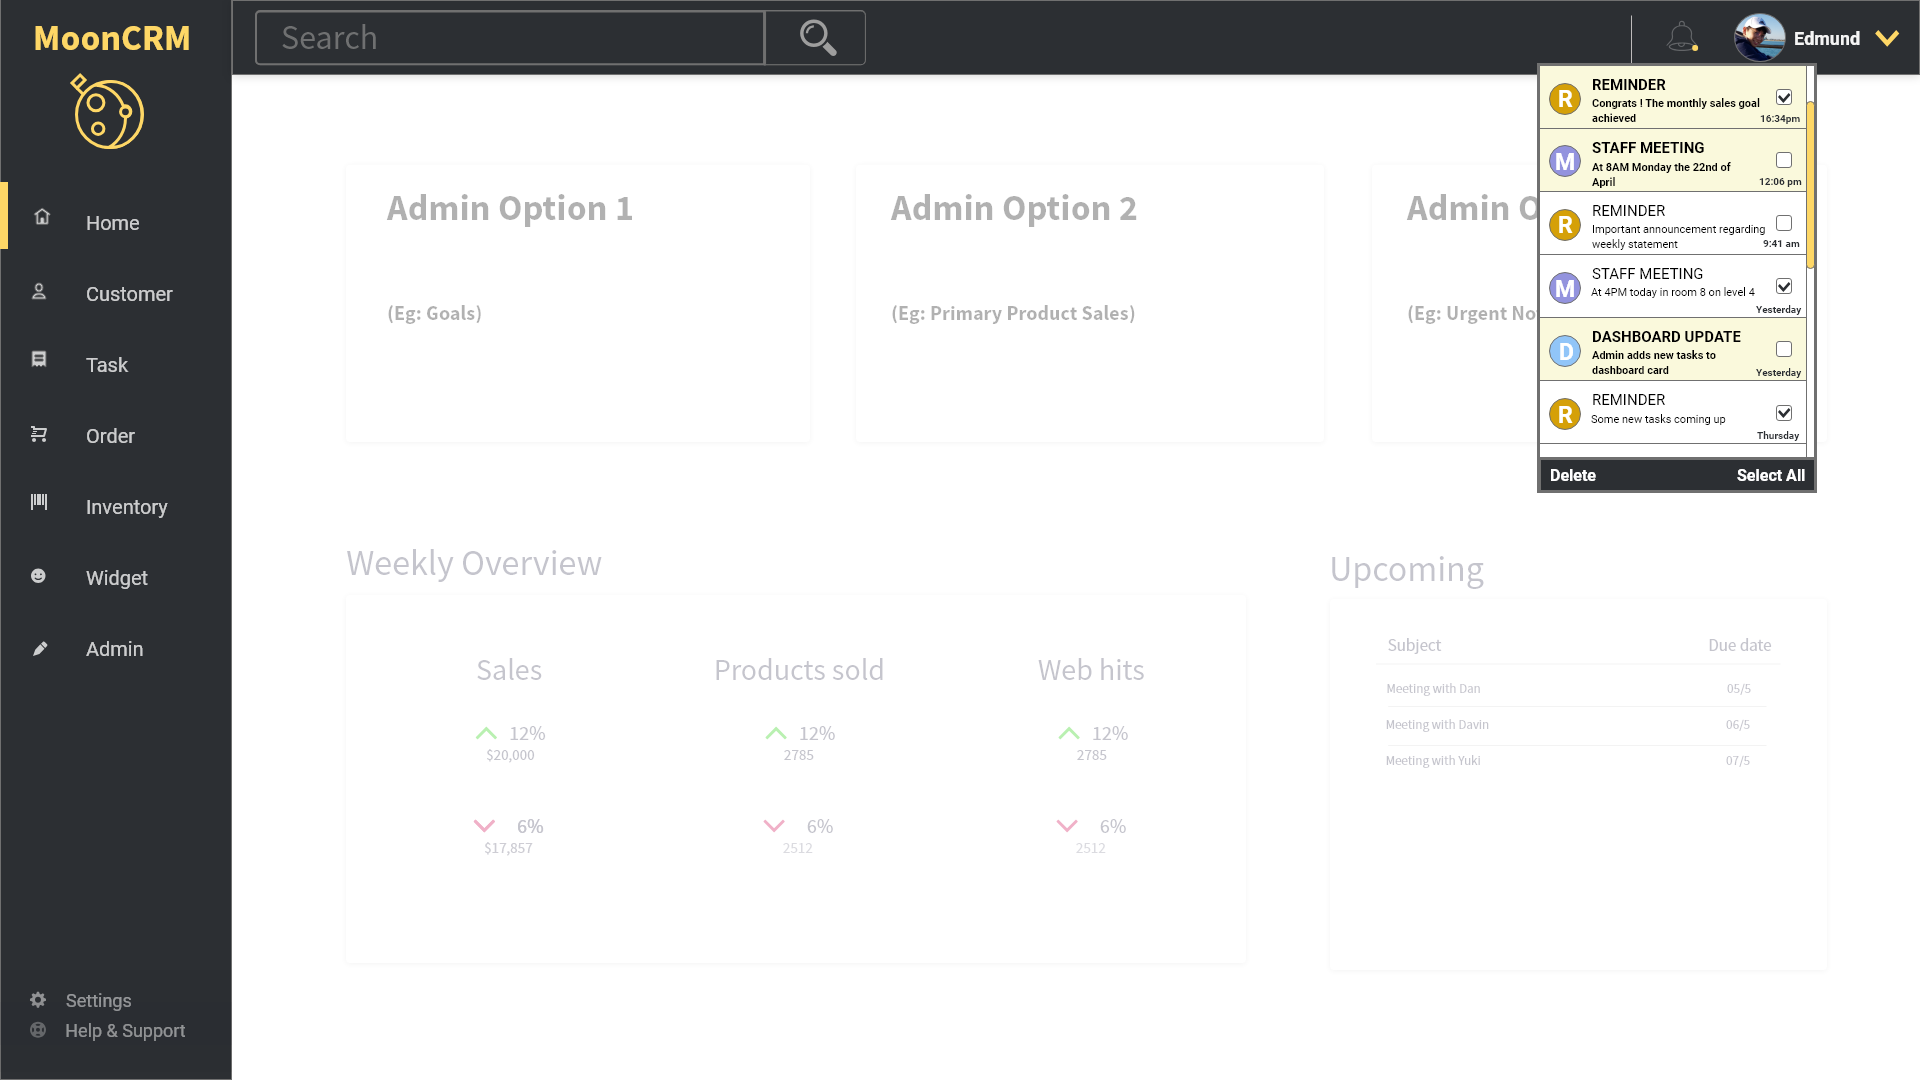 MoonCRM
Search
Edmund
Home
Customer
Task
Order
Inventory
Widget
Admin
Settings
Help & Support
Admin Option 1
(Eg: Goals)
Admin Option 2
(Eg: Primary Product Sales)
Admin O
(Eg: Urgent No
R
REMINDER
Congrats ! The monthly sales goal
achieved
16:34pm
M
STAFF MEETING
At 8AM Monday the 22nd of
April
12:06 pm
R
REMINDER
Important announcement regarding
weekly statement
9:41 am
M
STAFF MEETING
At 4PM today in room 8 on level 4
Yesterday
D
DASHBOARD UPDATE
Admin adds new tasks to
dashboard card
Yesterday
R
REMINDER
Some new tasks coming up
Thursday
Delete Select All
Weekly Overview
Sales Products sold Web hits
12% 12% 12%
$20,000 2785 2785
6% 6% 6%
$17,857 2512 2512
Upcoming
Subject Due date
Meeting with Dan 05/5
Meeting with Davin 06/5
Meeting with Yuki 07/5